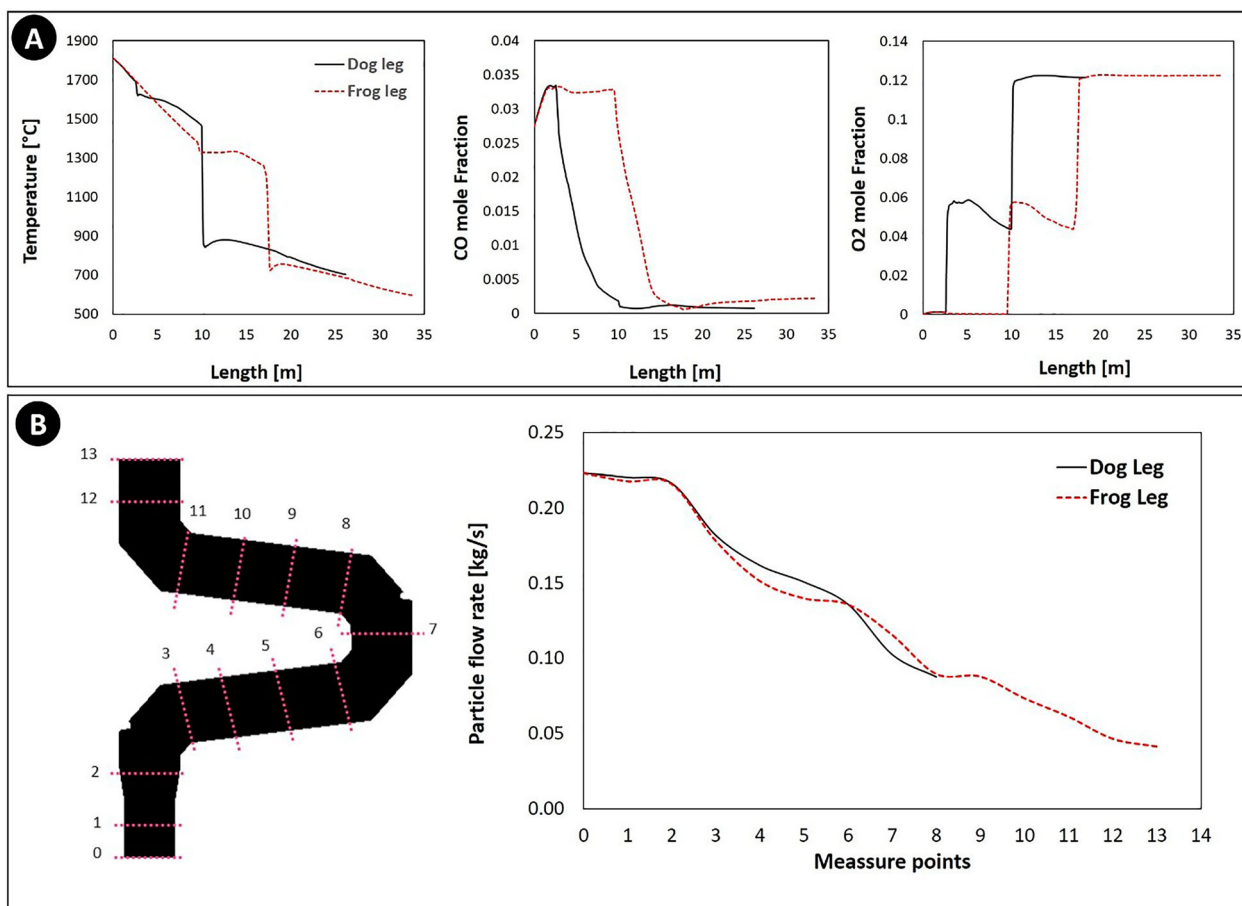 A
1900
1700
1500
1300
1100
900
700
500
0 5 10 15 20 25 30 35
Temperature [°C]
Length [m]
Dog leg
Frog leg
0.04
0.035
0.03
0.025
0.02
0.015
0.01
0.005
0
0 5 10 15 20 25 30 35
CO mole Fraction
Length [m]
0.14
0.12
0.1
0.08
0.06
0.04
0.02
0
0 5 10 15 20 25 30 35
O2 mole Fraction
Length [m]
B
13
12
11 10 9 8
7
6
5
4
3
2
1
0
0.25
0.20
0.15
0.10
0.05
0.00
0 1 2 3 4 5 6 7 8 9 10 11 12 13 14
Particle flow rate [kg/s]
Meassure points
Dog Leg
Frog Leg